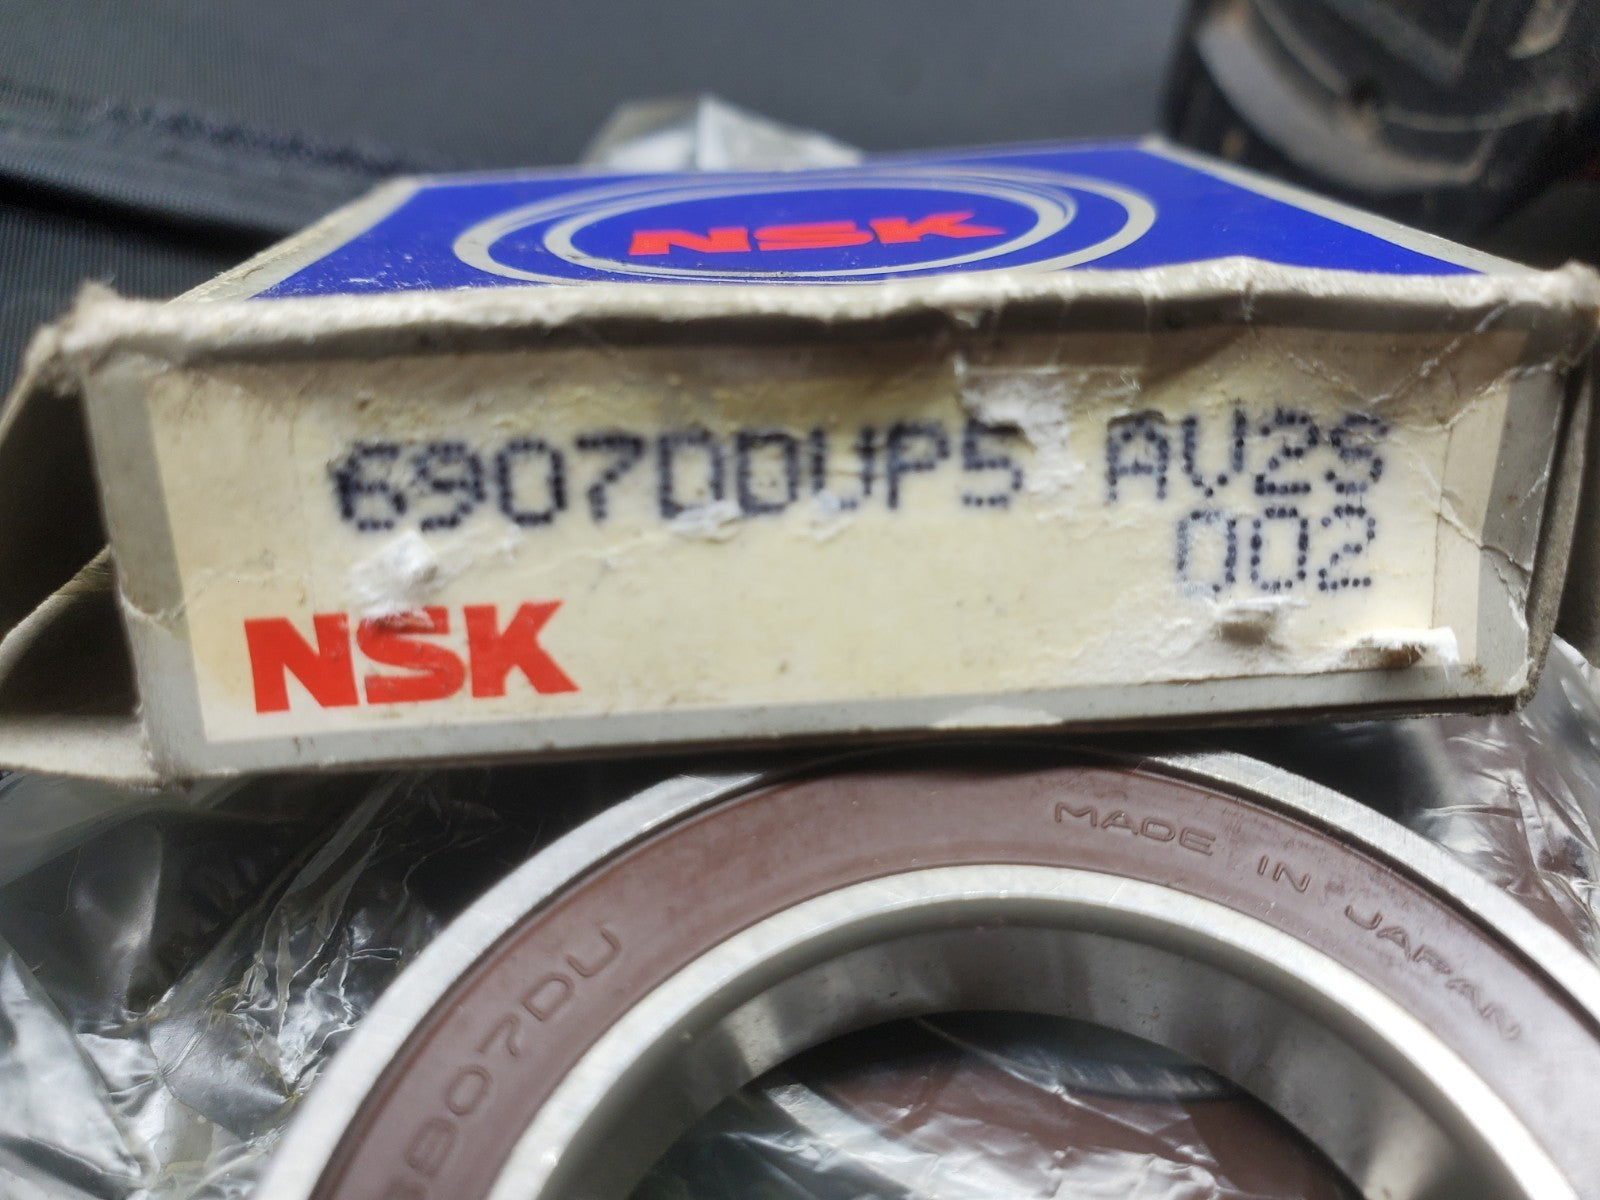 NSK
6907DDUP5 AV2S
002
NSK
MADE IN JAPAN
6907DU